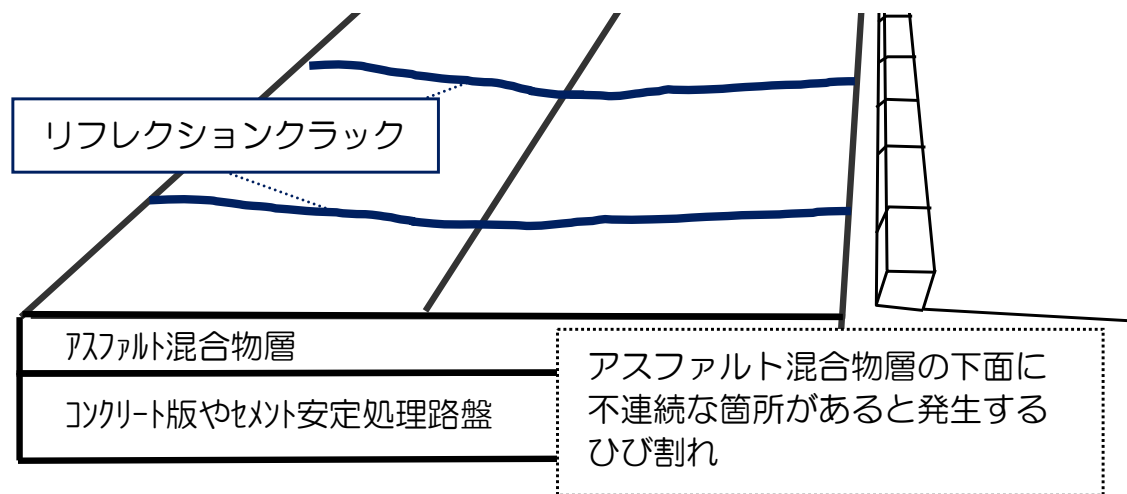 リフレクションクラック
ｱｽﾌｧﾙﾄ混合物層
ｺﾝｸﾘｰﾄ版やｾﾒﾝﾄ安定処理路盤
アスファルト混合物層の下面に
不連続な箇所があると発生する
ひび割れ